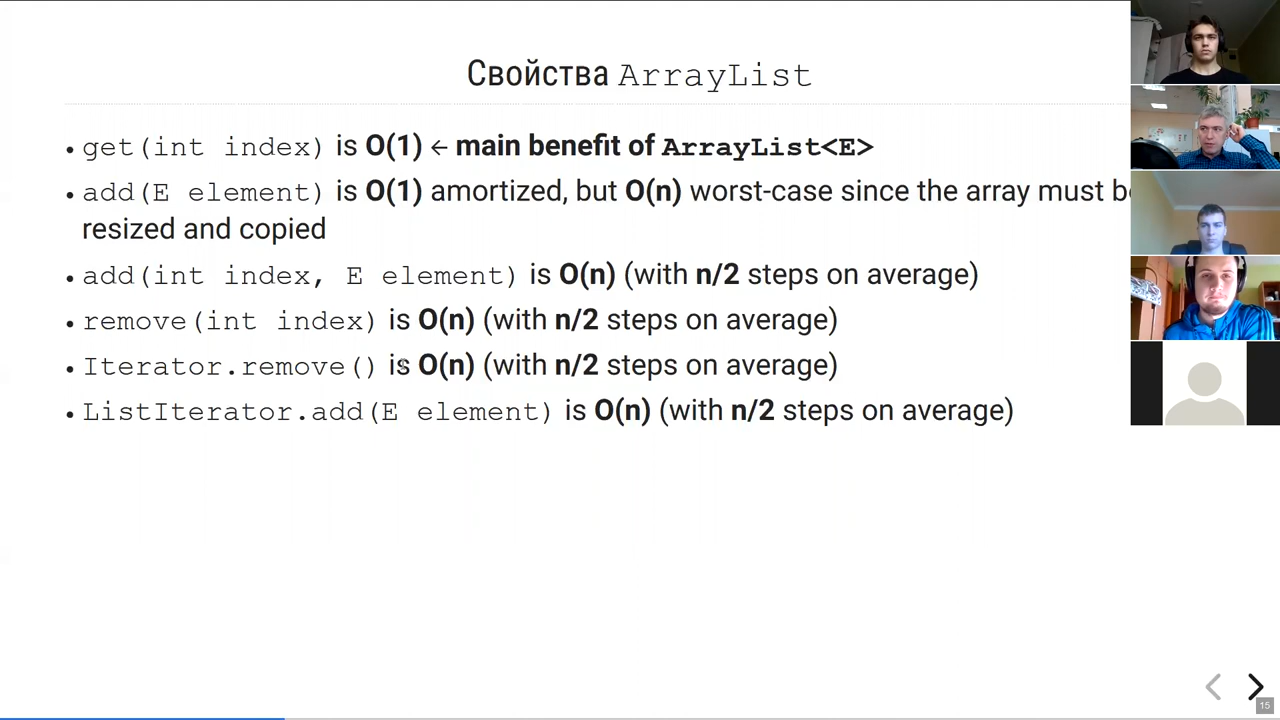 Свойства ArrayList
• get(int index) is O(1) ← main benefit of ArrayList<E>
• add(E element) is O(1) amortized, but O(n) worst-case since the array must
resized and copied
• add(int index, E element) is O(n) (with n/2 steps on average)
• remove(int index) is O(n) (with n/2 steps on average)
• Iterator.remove() is O(n) (with n/2 steps on average)
• ListIterator.add(E element) is O(n) (with n/2 steps on average)
15